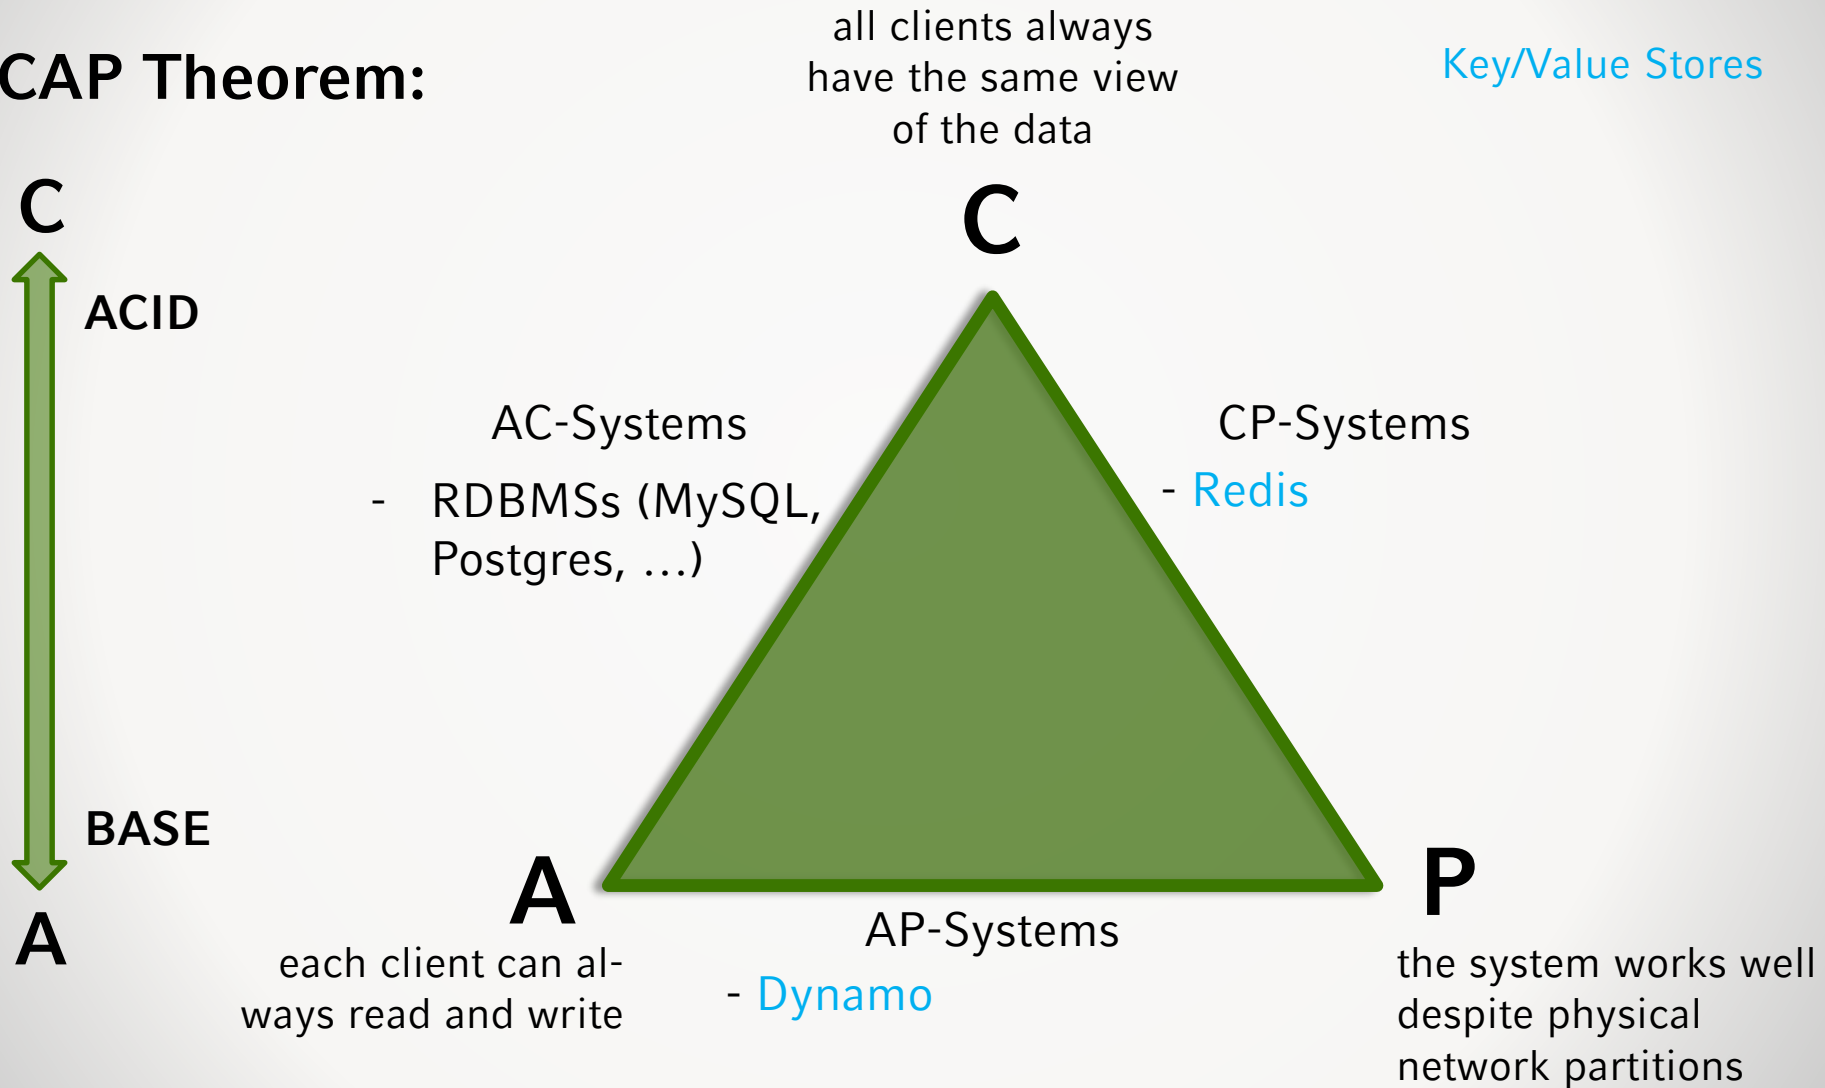 CAP Theorem:
all clients always
have the same view
of the data
Key/Value Stores
C
ACID
BASE
A
C
AC-Systems
- RDBMSs (MySQL,
Postgres, …)
CP-Systems
- Redis
A
each client can al-
ways read and write
AP-Systems
- Dynamo
P
the system works well
despite physical
network partitions